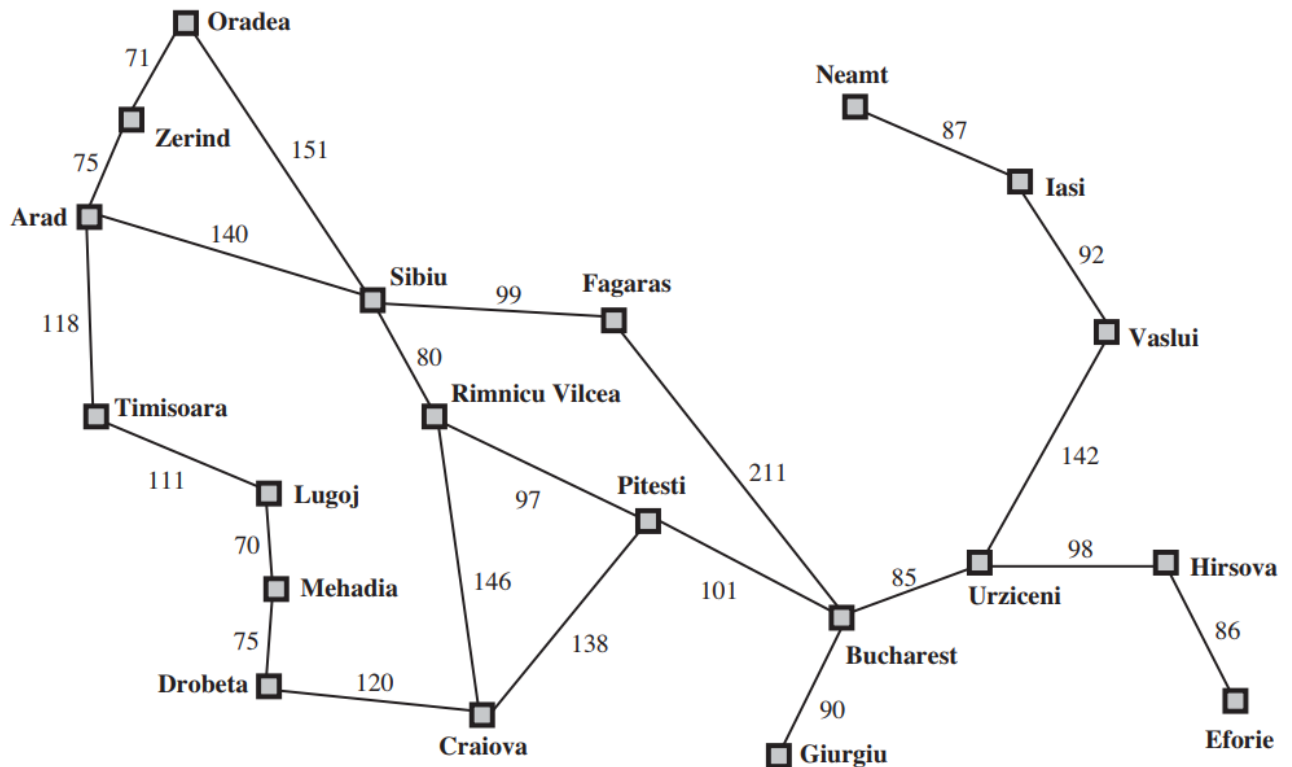 Oradea
71
Neamt
87
Zerind
151
75
Iasi
Arad
140
92
Sibiu
Fagaras
99
118
Vaslui
80
Rimnicu Vilcea
Timisoara
142
211
111
Pitesti
Lugoj
97
70
98
Hirsova
146
101
85
Mehadia
Urziceni
86
75
138
Bucharest
Drobeta
120
90
Craiova
Eforie
Giurgiu